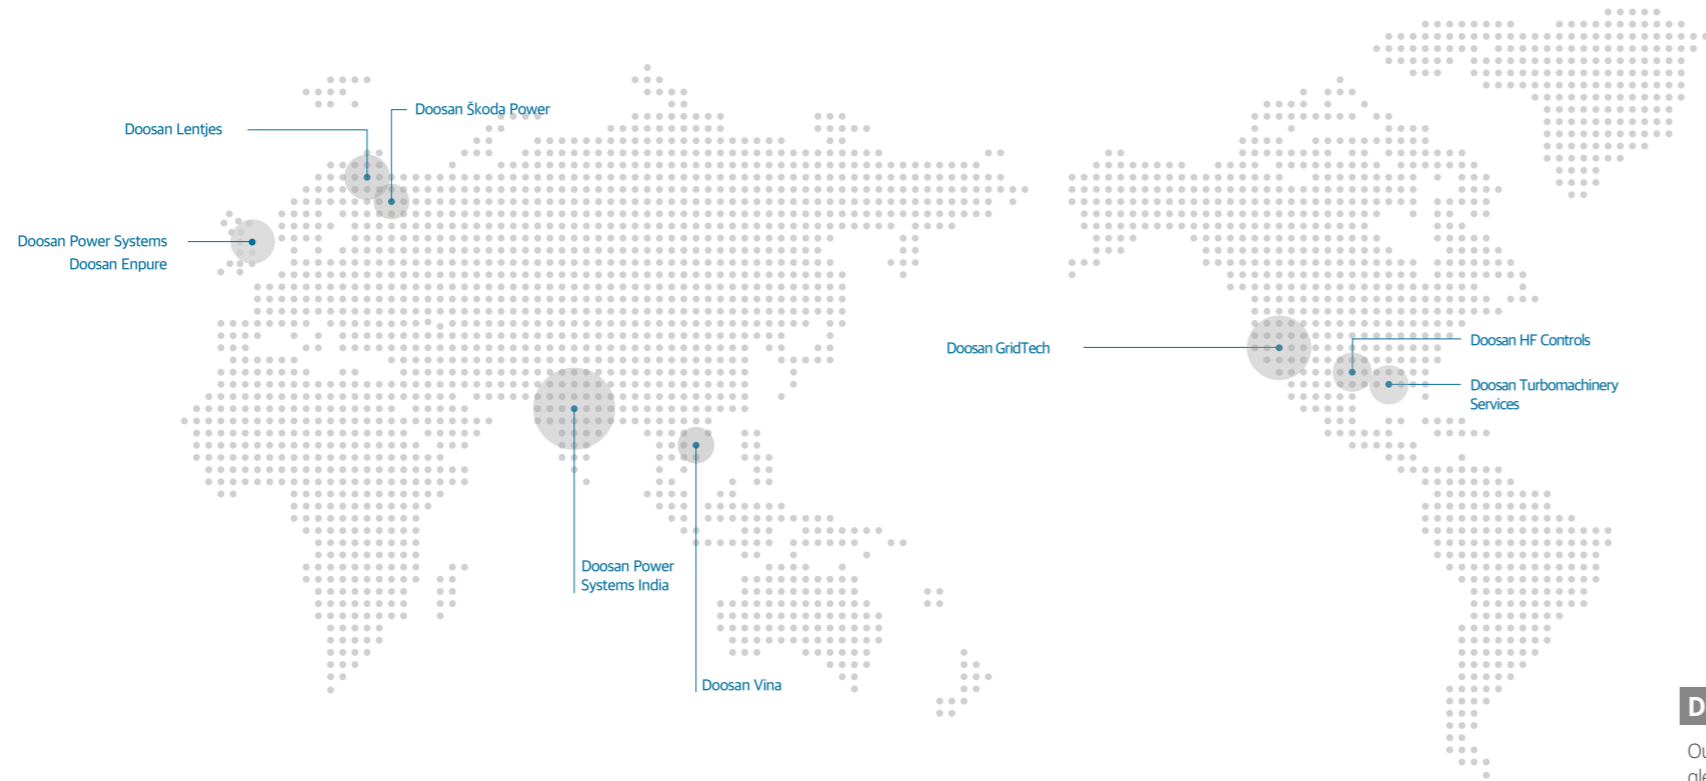 Doosan Škoda Power
Doosan Lentjes
Doosan Power Systems
Doosan Enpure
Doosan GridTech
Doosan HF Controls
Doosan Turbomachinery
Services
Doosan Power
Systems India
Doosan Vina